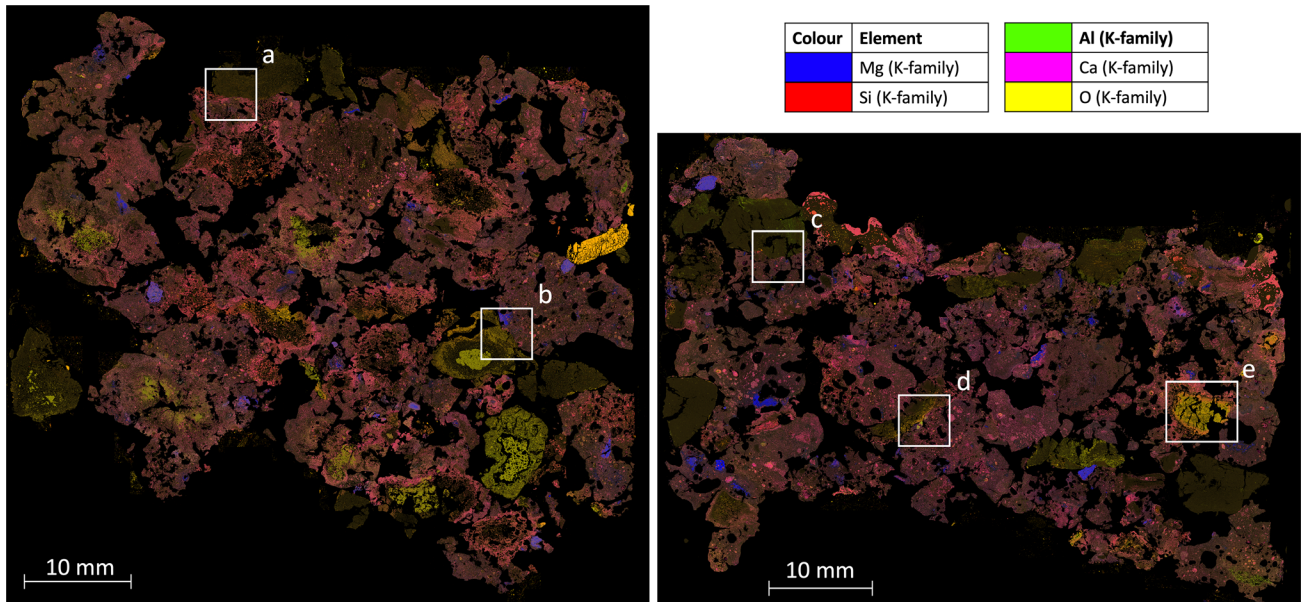 a
b
10 mm
Colour Element
Mg (K-family)
Si (K-family)
Al (K-family)
Ca (K-family)
O (K-family)
c
d
e
10 mm